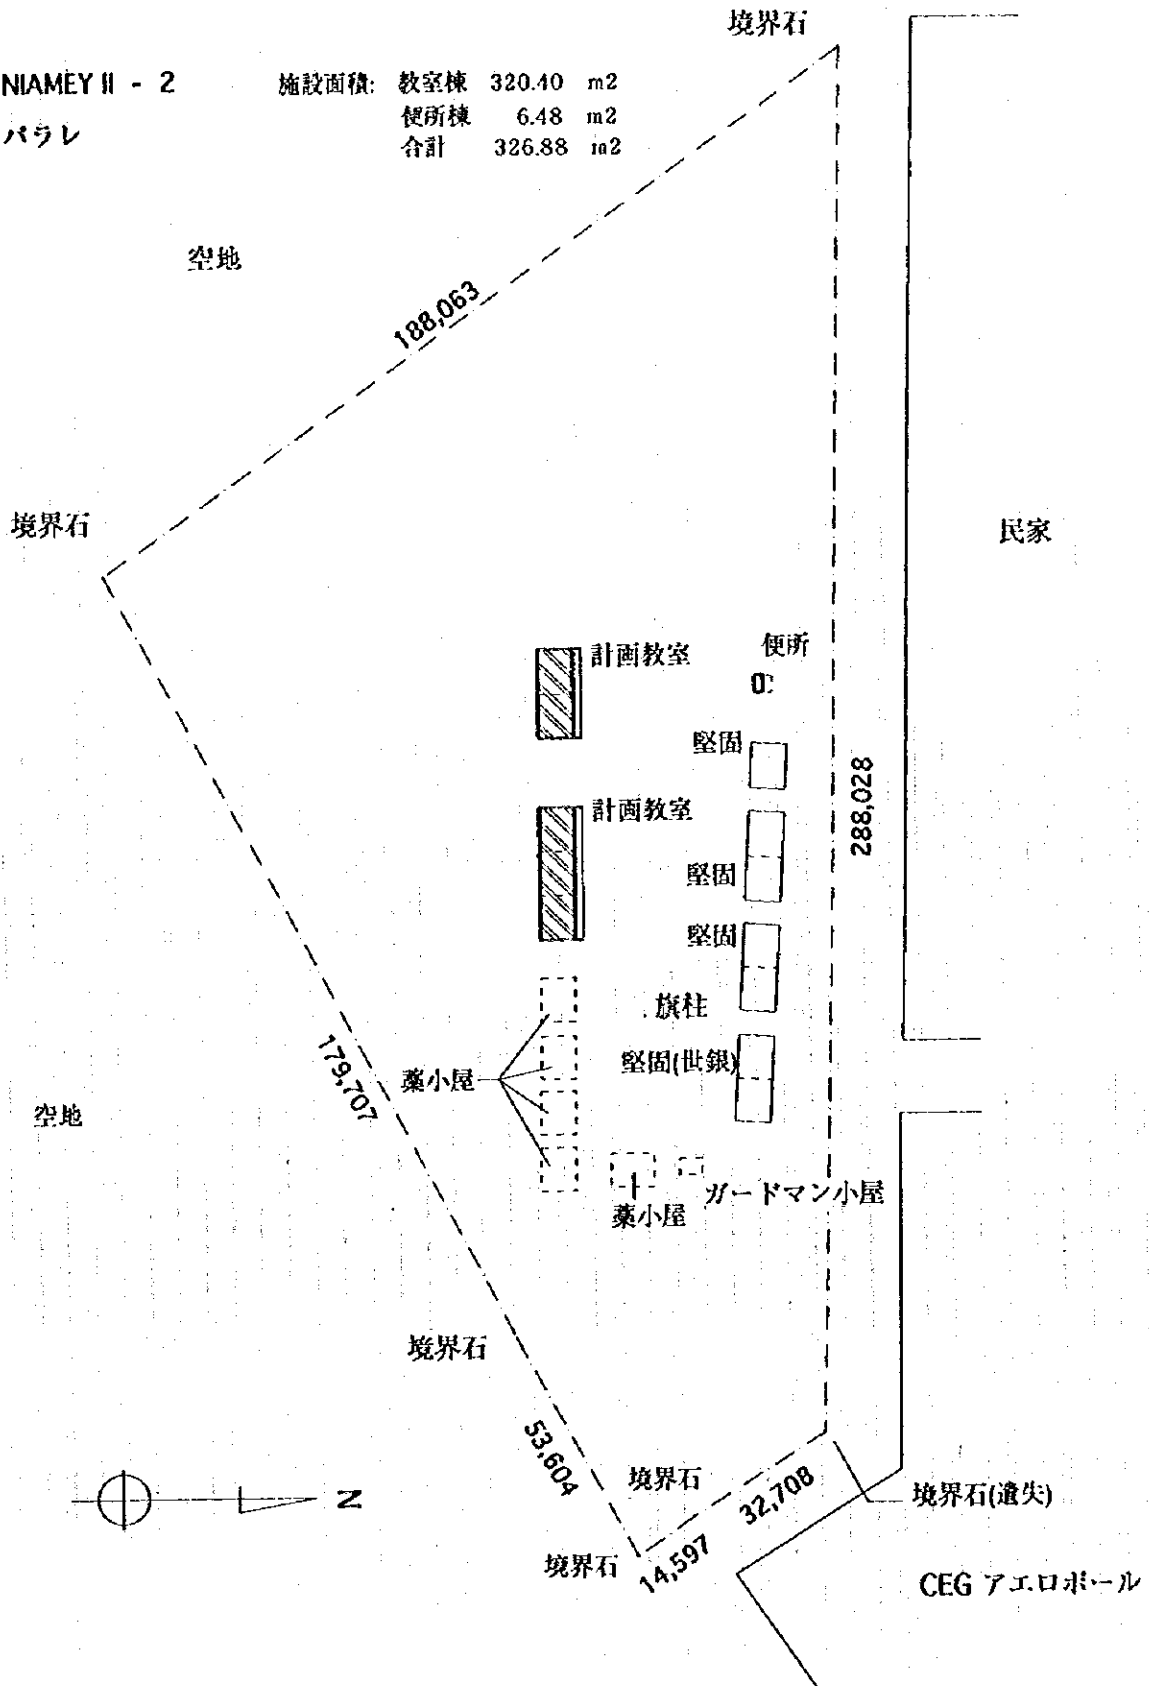 境界石
NIAMEY II - 2
施設面積: 教室棟 320.40 m2
パラレ
便所棟 6.48 m2
合計 326.88 m2
空地
188,063
境界石
民家
計画教室
便所
堅固
計画教室
288,028
堅固
堅固
旗柱
179,707
堅固(世銀)
藁小屋
空地
ガードマン小屋
藁小屋
境界石
53,604
境界石
32,708
境界石(遺失)
N
境界石
14,597
CEG アエロポール